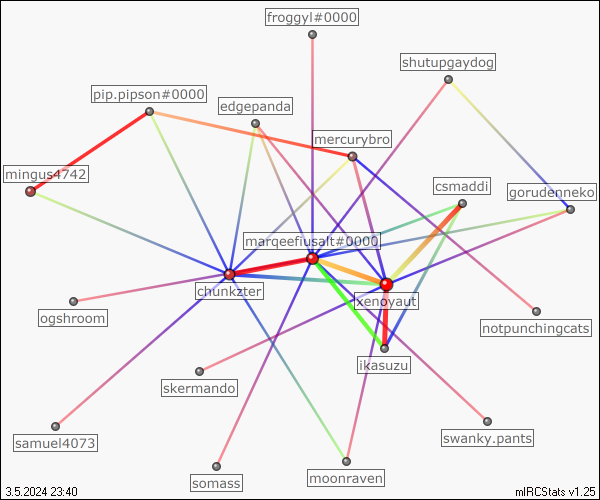 froggyl#0000
shutupgaydog
pip.pipson#0000
edgepanda
mercurybro
mingus4742
csmaddi
gorudenneko
marqeefiusalt#0000
chunkzter
xenoyaut
ogshroom
notpunchingcats
ikasuzu
skermando
samuel4073
swanky.pants
somass
moonraven
3.5.2024 23:40
mIRCStats v1.25